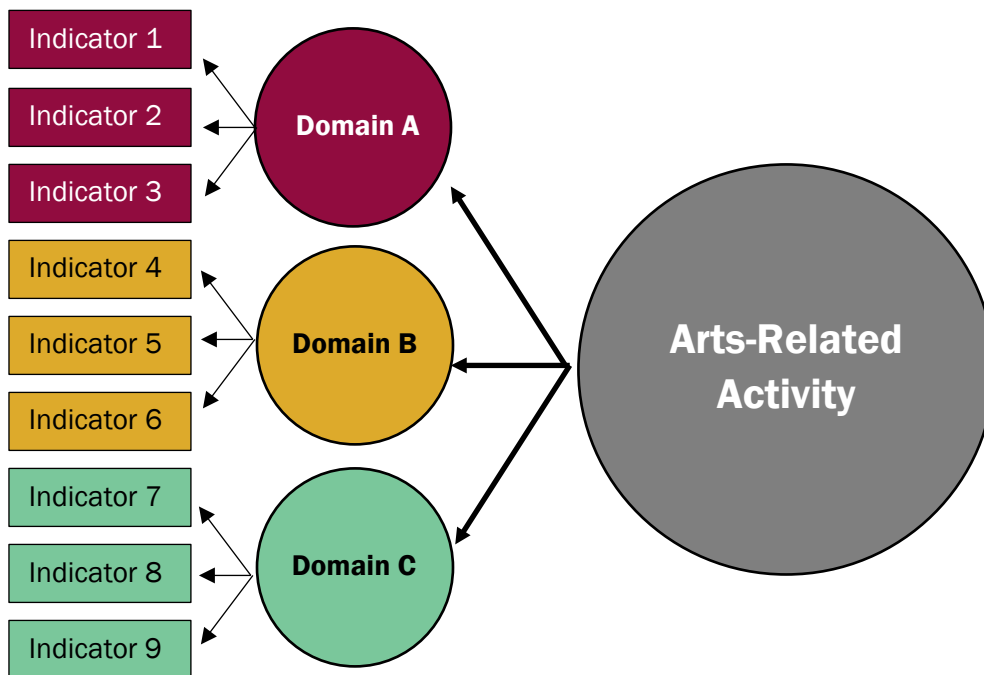 Indicator 1
Indicator 2
Indicator 3
Indicator 4
Indicator 5
Indicator 6
Indicator 7
Indicator 8
Indicator 9
Domain A
Domain B
Domain C
Arts-Related
Activity